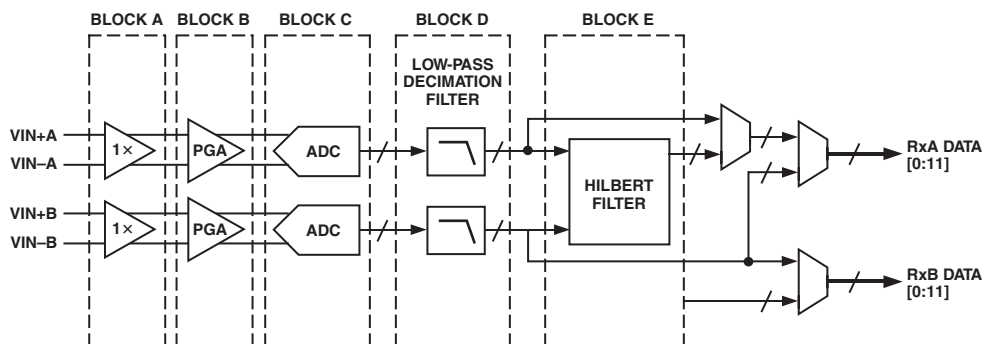 BLOCK A
BLOCK B
BLOCK C
BLOCK D
BLOCK E
LOW-PASS
DECIMATION
FILTER
VIN+A
VIN–A
1×
PGA
ADC
HILBERT
FILTER
RxA DATA
[0:11]
VIN+B
VIN–B
1×
PGA
ADC
RxB DATA
[0:11]